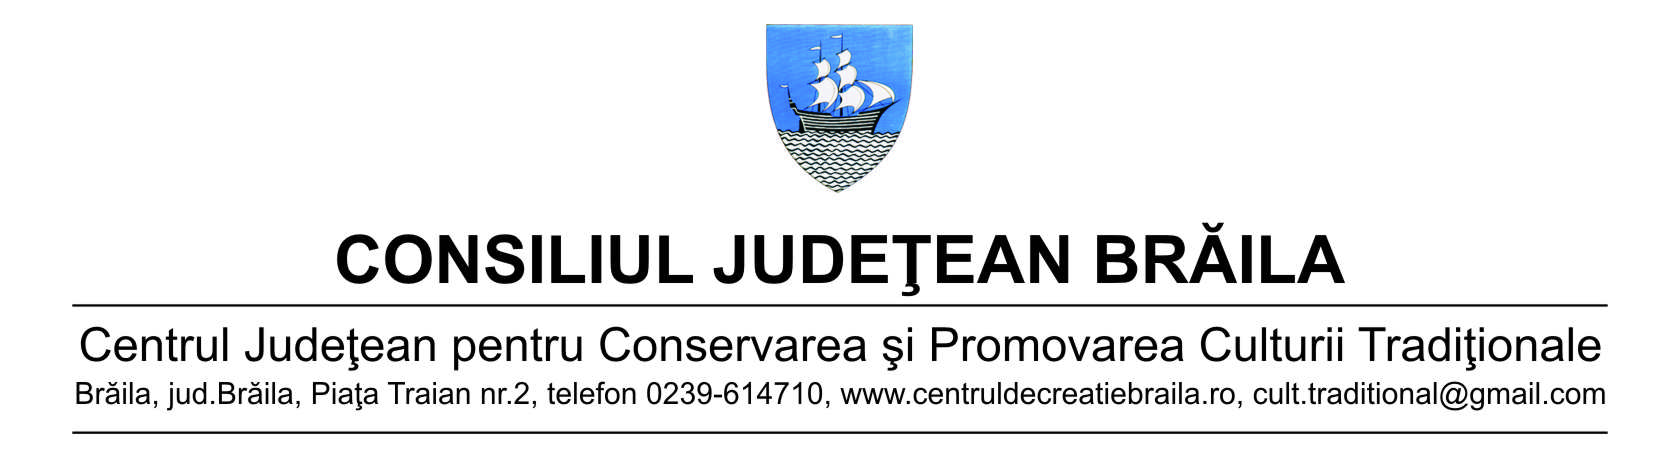 CONSILIUL JUDEŢEAN BRĂILA
Centrul Judeţean pentru Conservarea şi Promovarea Culturii Tradiţionale
Brăila, jud.Brăila, Piaţa Traian nr.2, telefon 0239-614710, www.centruldecreatiebraila.ro, cult.traditional@gmail.com